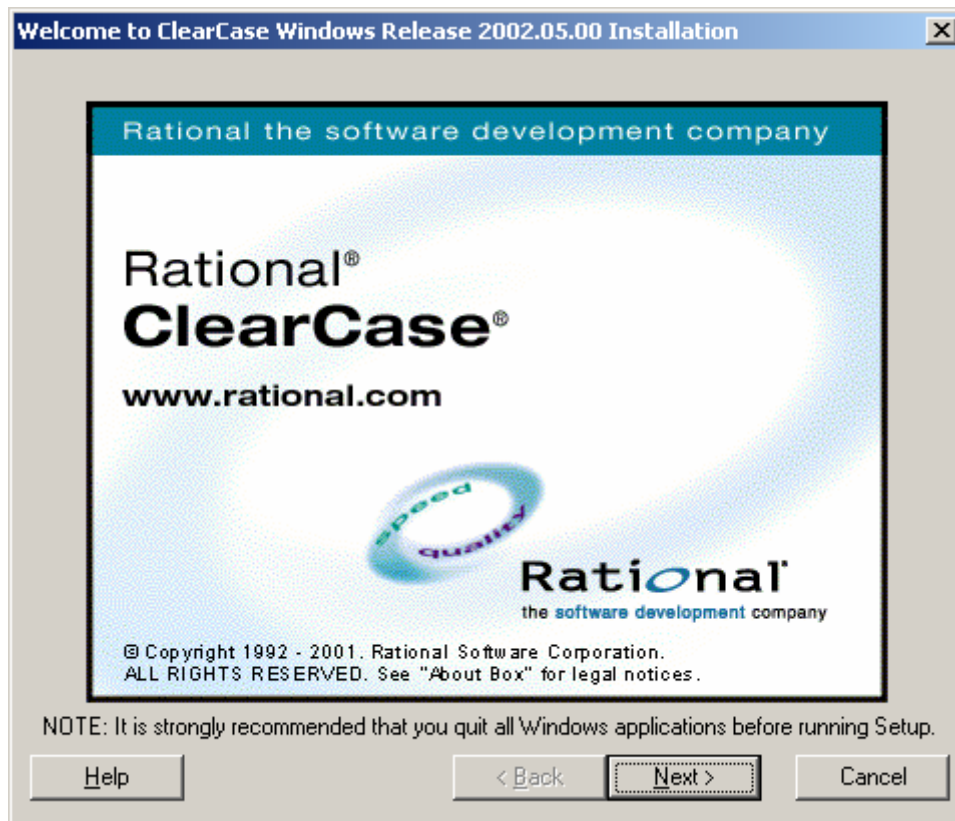 Welcome to ClearCase Windows Release 2002.05.00 Installation
Rational the software development company
Rational®
ClearCase®
www.rational.com
speed
quality
Rational®
the software development company
© Copyright 1992 - 2001. Rational Software Corporation.
ALL RIGHTS RESERVED. See "About Box" for legal notices.
NOTE: It is strongly recommended that you quit all Windows applications before running Setup.
Help
< Back
Next >
Cancel